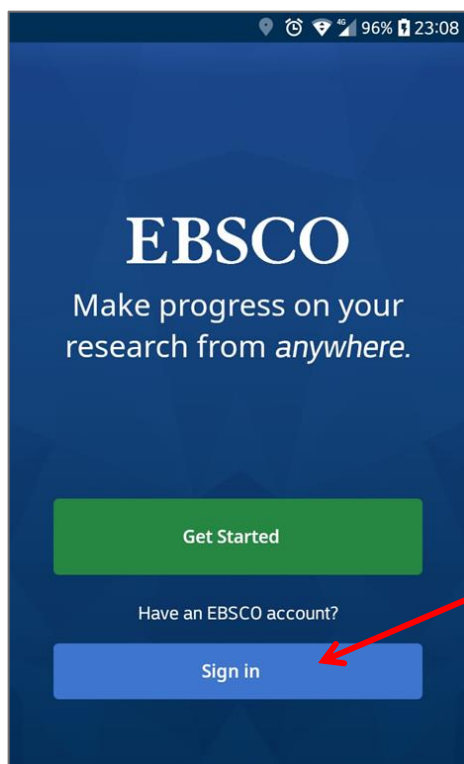 4G 96% 23:08
EBSCO
Make progress on your
research from anywhere.
Get Started
Have an EBSCO account?
Sign in